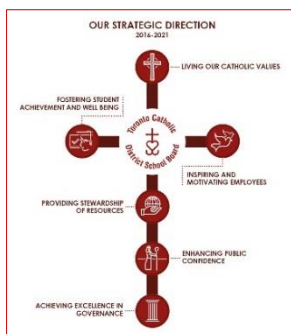 OUR STRATEGIC DIRECTION
2016-2021
LIVING OUR CATHOLIC VALUES
FOSTERING STUDENT
ACHIEVEMENT AND WELL BEING
Toronto Catholic
District School Board
INSPIRING AND
MOTIVATING EMPLOYEES
PROVIDING STEWARDSHIP
OF RESOURCES
ENHANCING PUBLIC
CONFIDENCE
ACHIEVING EXCELLENCE IN
GOVERNANCE